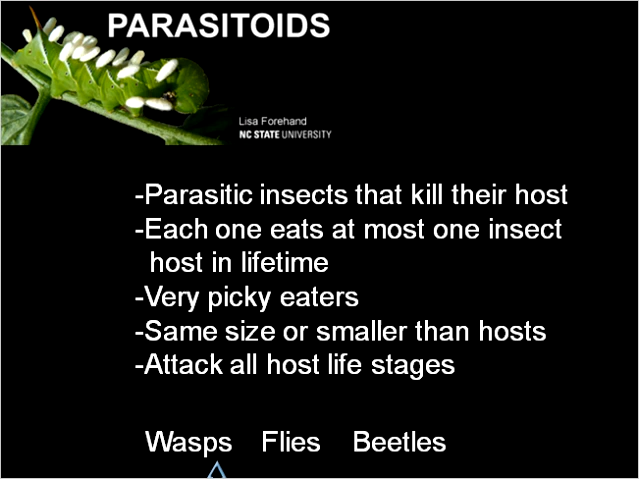 PARASITOIDS
Lisa Forehand
NC STATE UNIVERSITY
-Parasitic insects that kill their host
-Each one eats at most one insect
host in lifetime
-Very picky eaters
-Same size or smaller than hosts
-Attack all host life stages
Wasps Flies Beetles